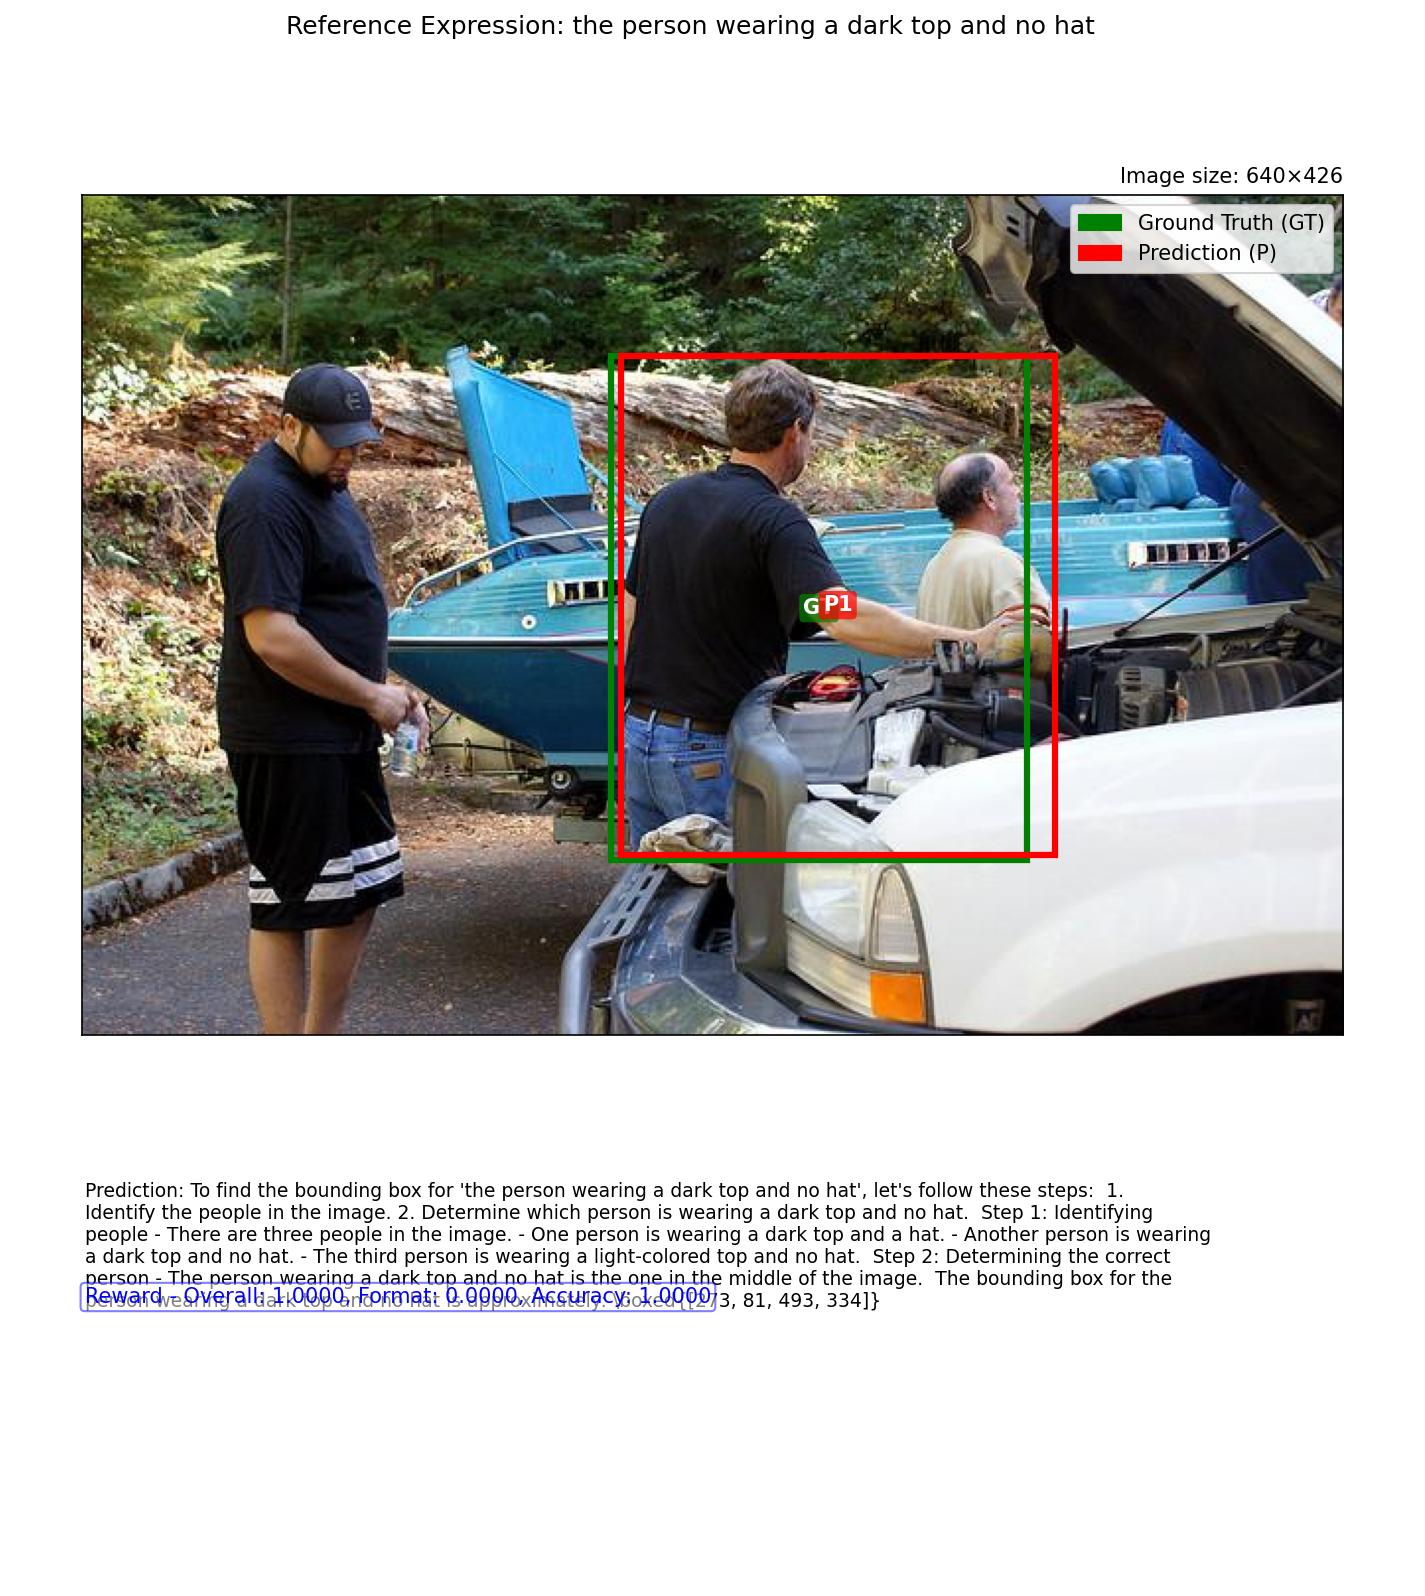 Reference Expression: the person wearing a dark top and no hat
Image size: 640×426
Ground Truth (GT)
Prediction (P)
G
P1
Prediction: To find the bounding box for 'the person wearing a dark top and no hat', let's follow these steps:  1.
Identify the people in the image. 2. Determine which person is wearing a dark top and no hat.  Step 1: Identifying
people - There are three people in the image. - One person is wearing a dark top and a hat. - Another person is wearing
a dark top and no hat. - The third person is wearing a light-colored top and no hat.  Step 2: Determining the correct
person - The person wearing a dark top and no hat is the one in the middle of the image.  The bounding box for the
person wearing a dark top and no hat is approximately: \boxed{[273, 81, 493, 334]}
Reward - Overall: 1.0000, Format: 0.0000, Accuracy: 1.0000